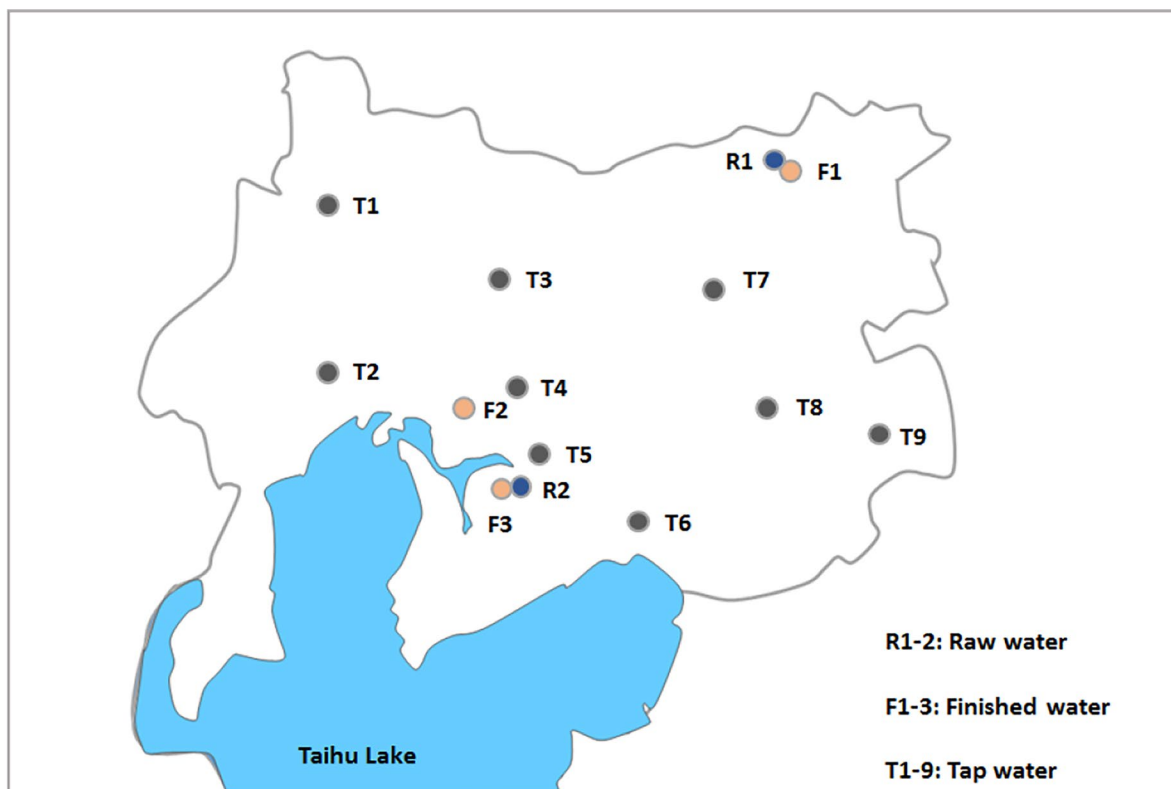 R1
F1
T1
T3
T7
T2
T4
F2
T8
T9
T5
R2
F3
T6
R1-2: Raw water
F1-3: Finished water
Taihu Lake
T1-9: Tap water